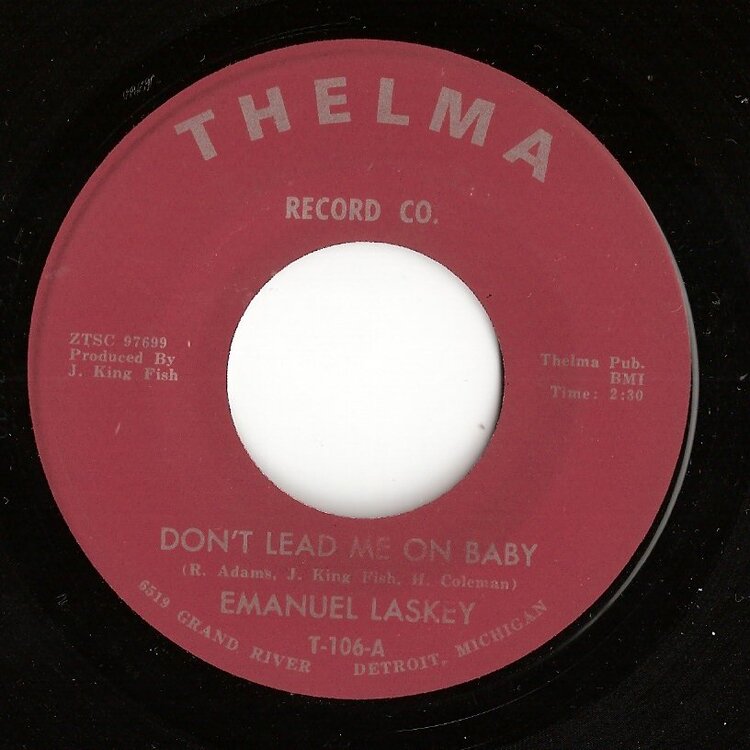 THELMA
RECORD CO.
ZTSC 97699
Produced By
J. King Fish
Thelma Pub.
BMI
Time: 2:30
DON'T LEAD ME ON BABY
(R. Adams, J. King Fish, H. Coleman)
EMANUEL LASKEY
T-106-A
6519 GRAND RIVER DETROIT, MICHIGAN